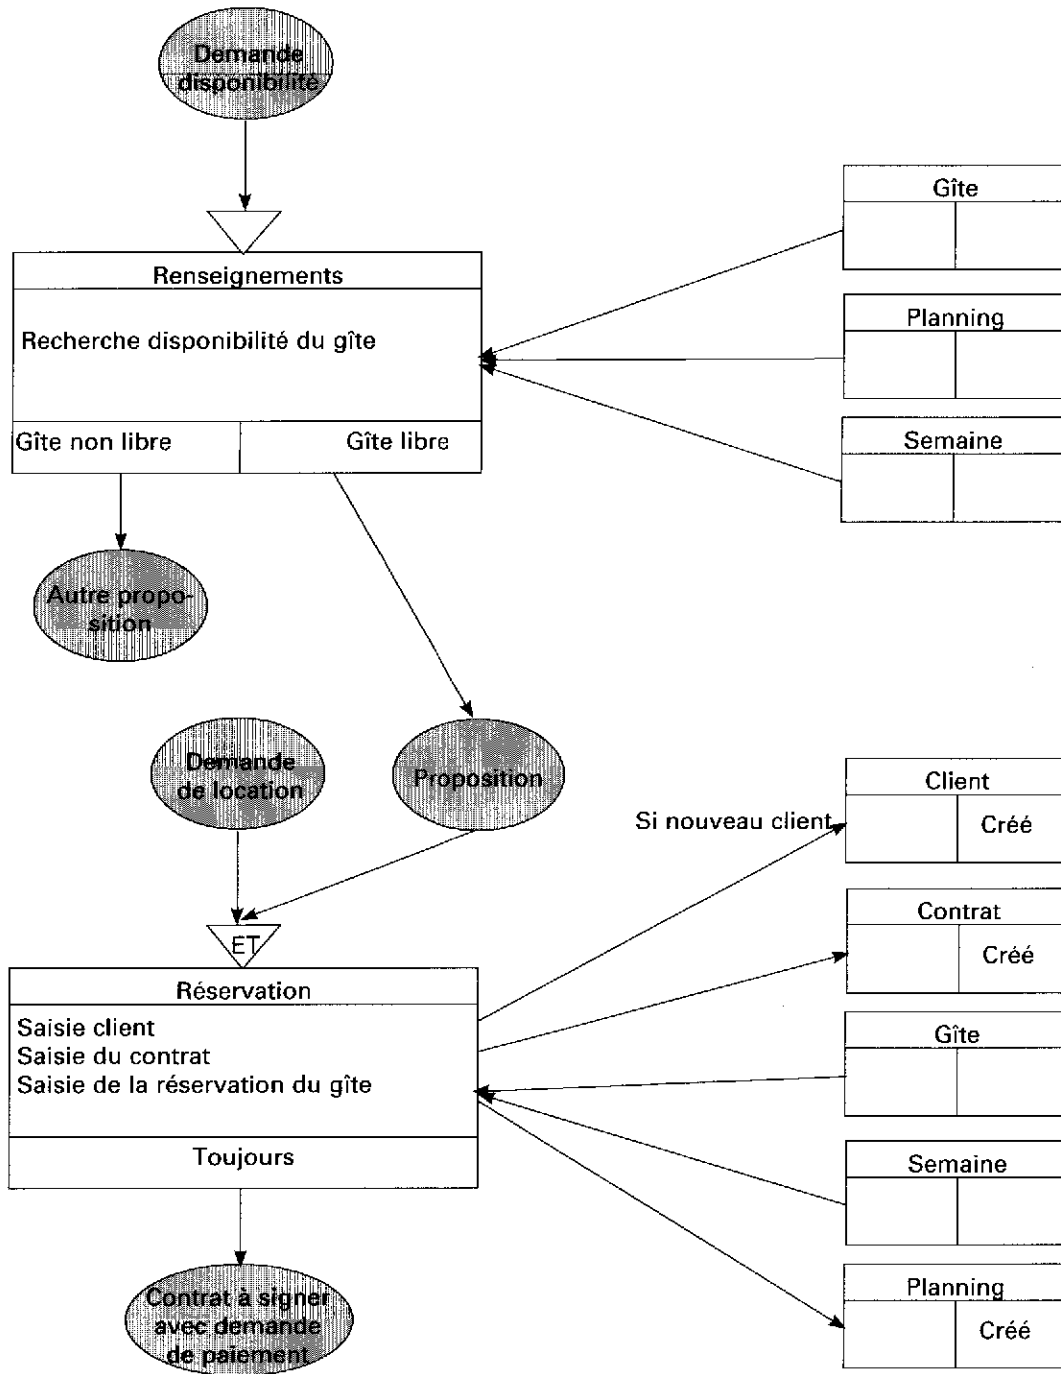 Demande
disponibilité
Gîte
Renseignements
Planning
Recherche disponibilité du gîte
Gîte non libre
Gîte libre
Semaine
Autre propo-
sition
Demande
de location
Proposition
Client
Si nouveau client
Créé
Contrat
ET
Créé
Réservation
Saisie client
Saisie du contrat
Saisie de la réservation du gîte
Gîte
Toujours
Semaine
Contrat à signer
avec demande
de paiement
Planning
Créé